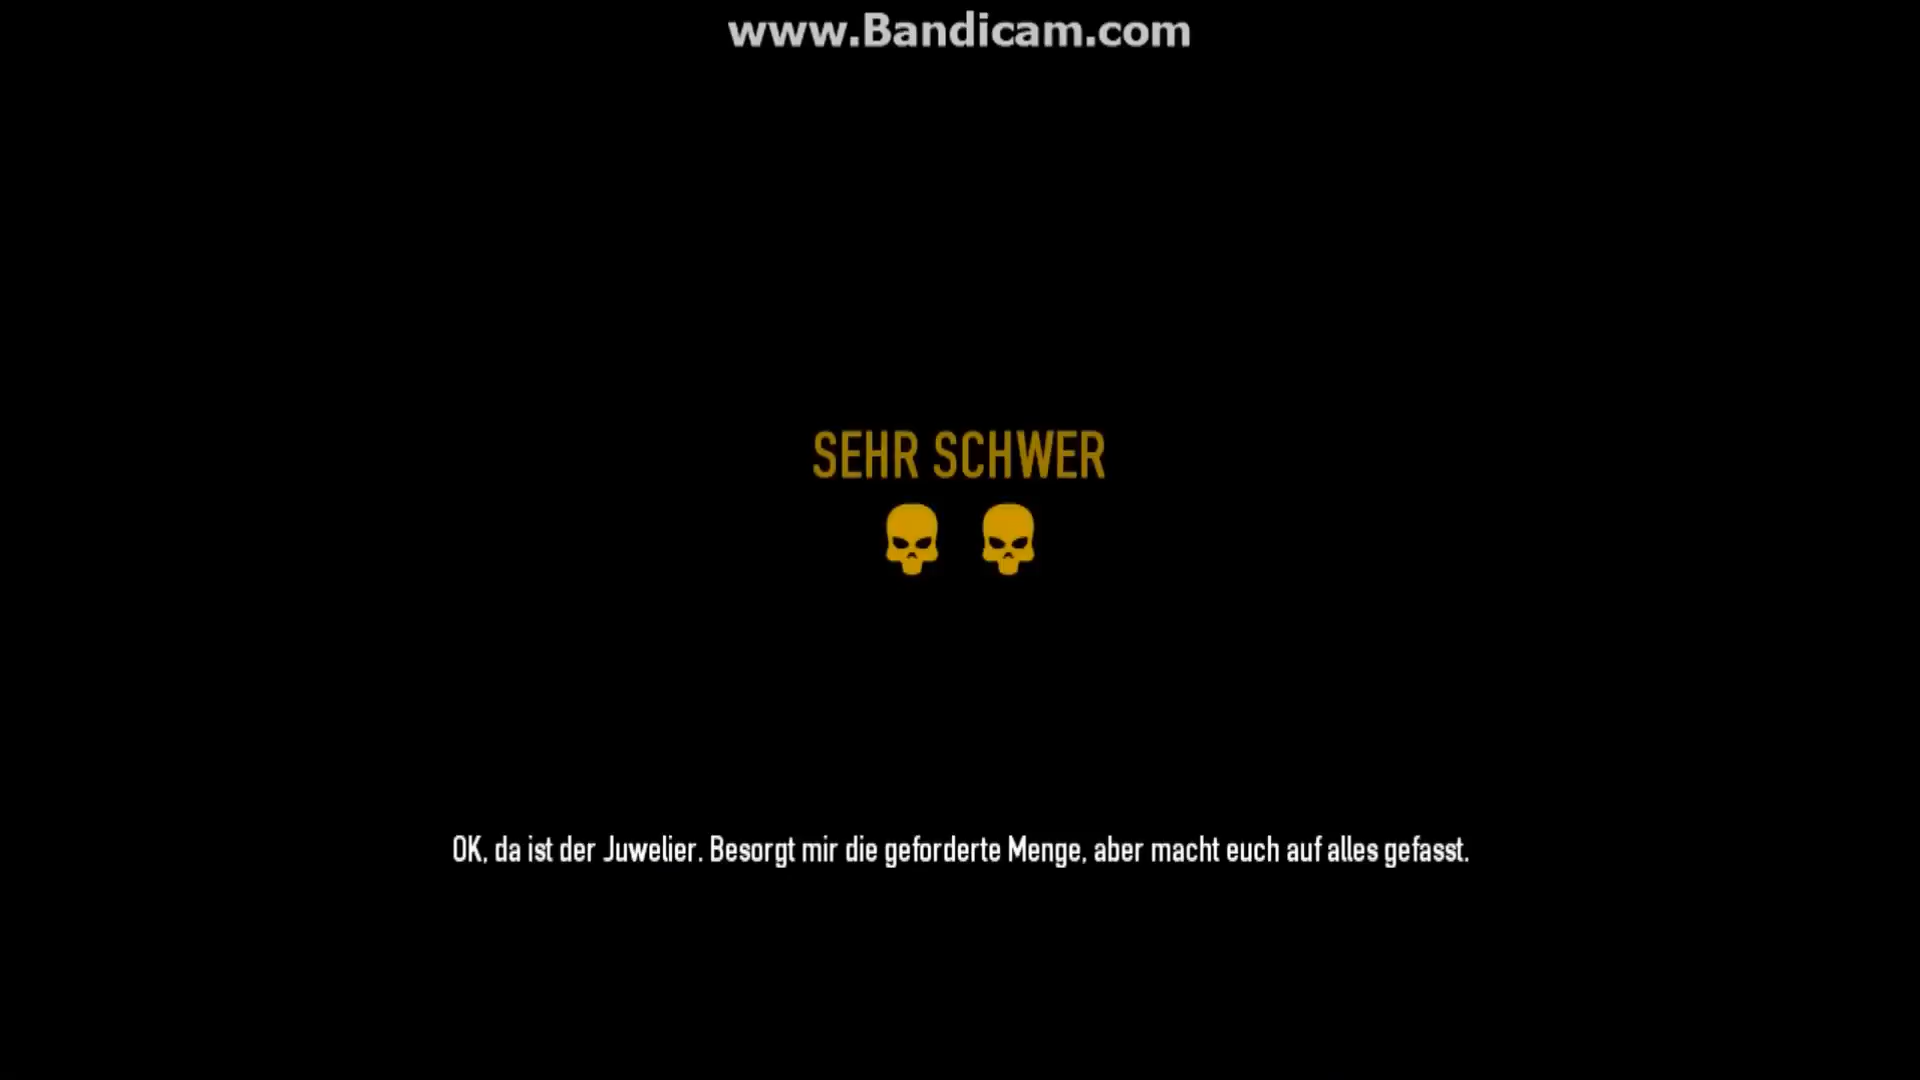 www.Bandicam.com
SEHR SCHWER
OK, da ist der Juwelier. Besorgt mir die geforderte Menge, aber macht euch auf alles gefasst.